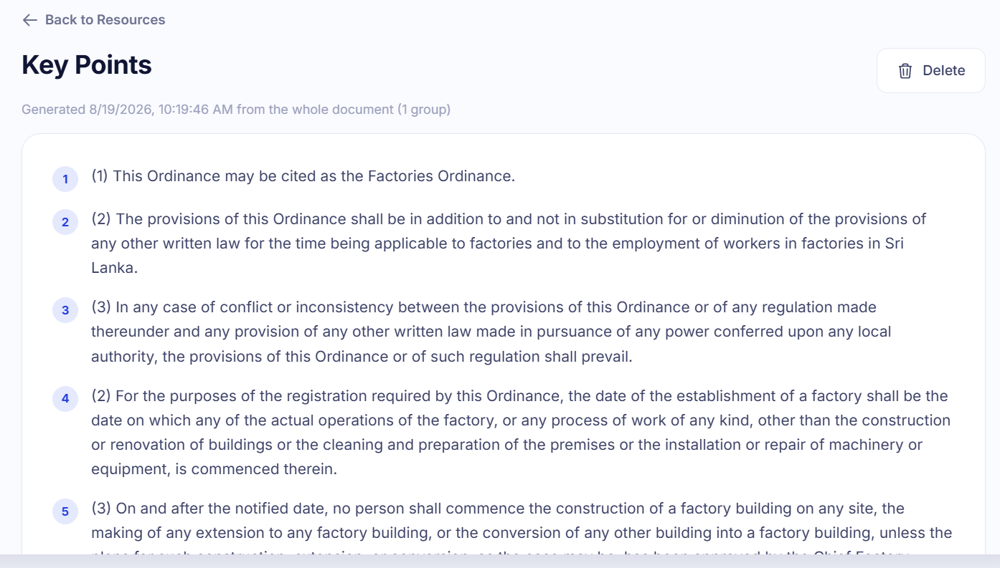 Back to Resources
Key Points
Delete
Generated 8/19/2026, 10:19:46 AM from the whole document (1 group)
1
(1) This Ordinance may be cited as the Factories Ordinance.
2
(2) The provisions of this Ordinance shall be in addition to and not in substitution for or diminution of the provisions of
any other written law for the time being applicable to factories and to the employment of workers in factories in Sri
Lanka.
3
(3) In any case of conflict or inconsistency between the provisions of this Ordinance or of any regulation made
thereunder and any provision of any other written law made in pursuance of any power conferred upon any local
authority, the provisions of this Ordinance or of such regulation shall prevail.
4
(2) For the purposes of the registration required by this Ordinance, the date of the establishment of a factory shall be the
date on which any of the actual operations of the factory, or any process of work of any kind, other than the construction
or renovation of buildings or the cleaning and preparation of the premises or the installation or repair of machinery or
equipment, is commenced therein.
5
(3) On and after the notified date, no person shall commence the construction of a factory building on any site, the
making of any extension to any factory building, or the conversion of any other building into a factory building, unless the